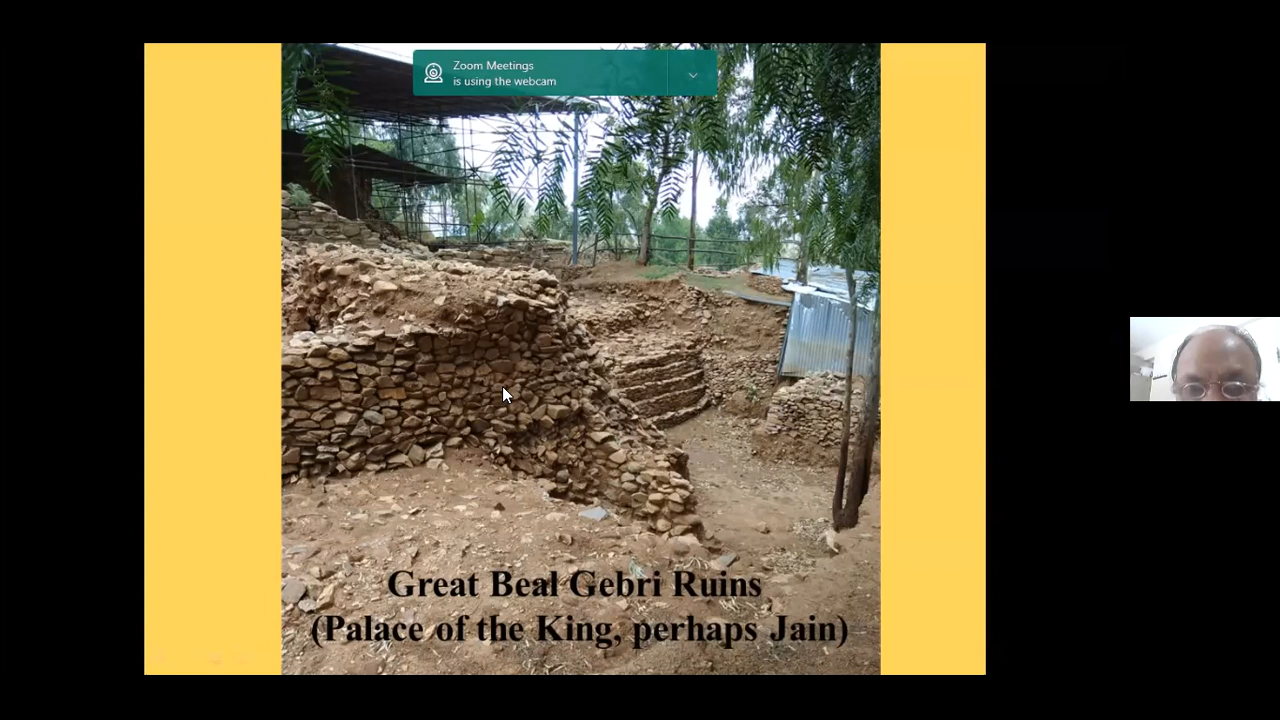 Zoom Meetings
is using the webcam
Great Beal Gebri Ruins
(Palace of the King, perhaps Jain)